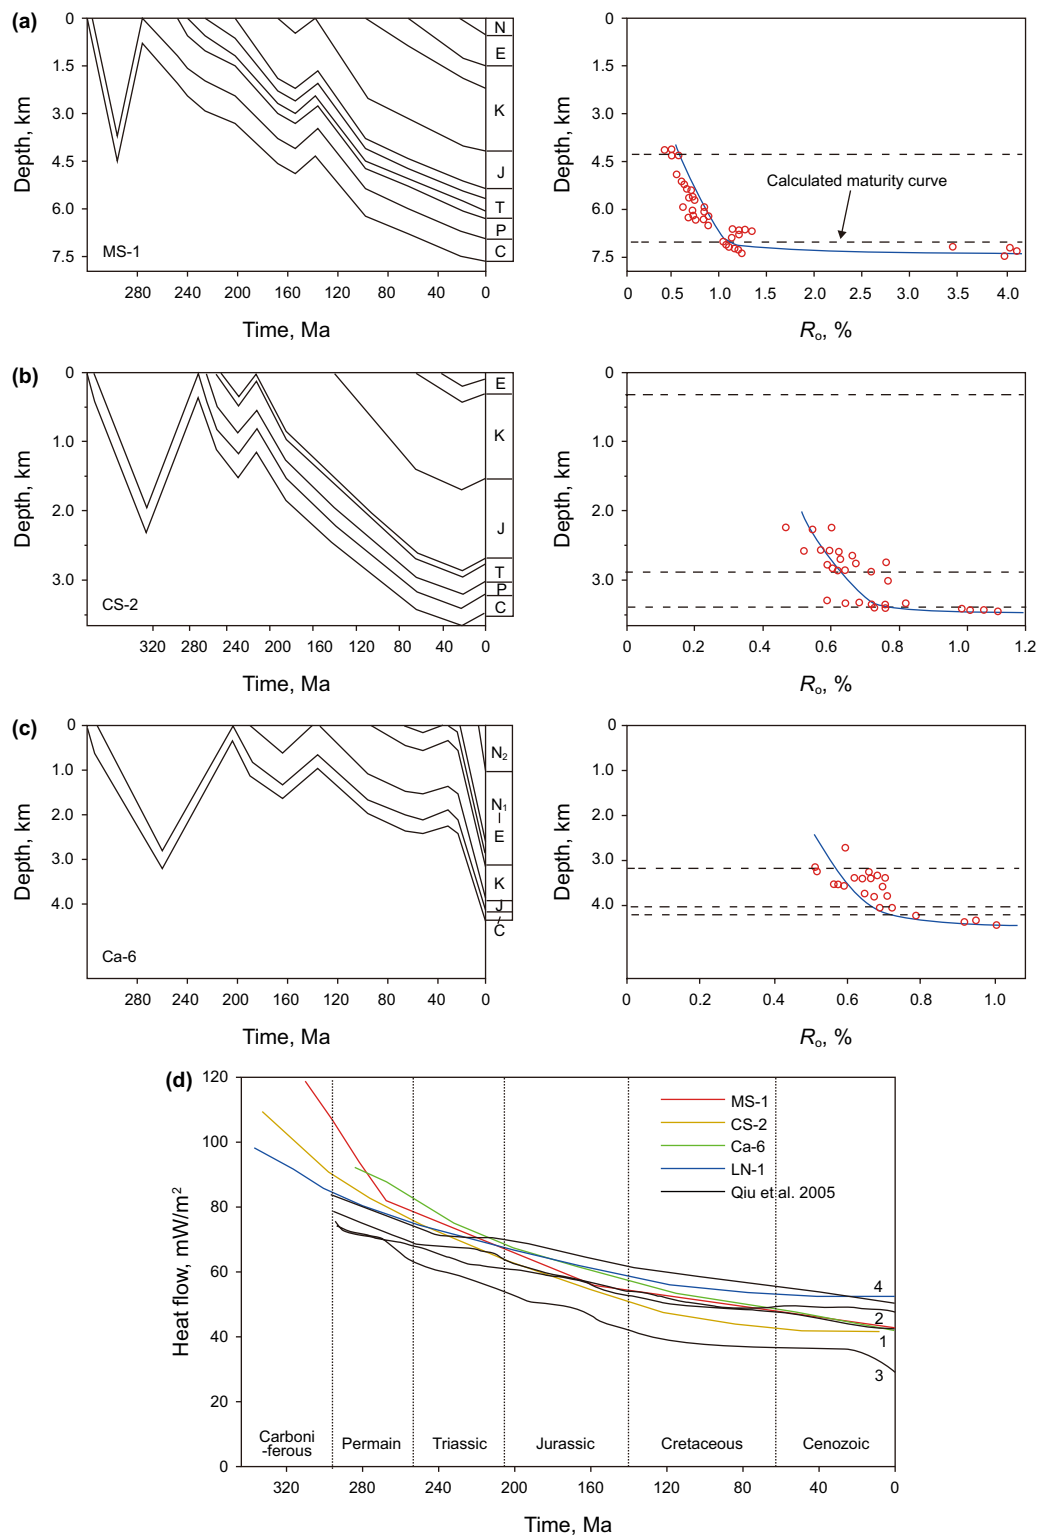 (a)
0
1.5
3.0
4.5
6.0
7.5
Depth, km
MS-1
N
E
K
J
T
P
C
280 240 200 160 120 80 40 0
Time, Ma
0
1.5
3.0
4.5
6.0
7.5
Depth, km
Calculated maturity curve
0 0.5 1.0 1.5 2.0 2.5 3.0 3.5 4.0
Ro, %
(b)
0
1.0
2.0
3.0
Depth, km
CS-2
E
K
J
T
P
C
320 280 240 200 160 120 80 40 0
Time, Ma
0
1.0
2.0
3.0
Depth, km
0 0.2 0.4 0.6 0.8 1.0 1.2
Ro, %
(c)
0
1.0
2.0
3.0
4.0
Depth, km
Ca-6
N2
N1
E
K
J
C
280 240 200 160 120 80 40 0
Time, Ma
0
1.0
2.0
3.0
4.0
Depth, km
0 0.2 0.4 0.6 0.8 1.0
Ro, %
(d)
120
100
80
60
40
20
0
Heat flow, mW/m²
MS-1
CS-2
Ca-6
LN-1
Qiu et al. 2005
4
2
1
3
Carboni
-ferous
Permain
Triassic
Jurassic
Cretaceous
Cenozoic
320 280 240 200 160 120 80 40 0
Time, Ma